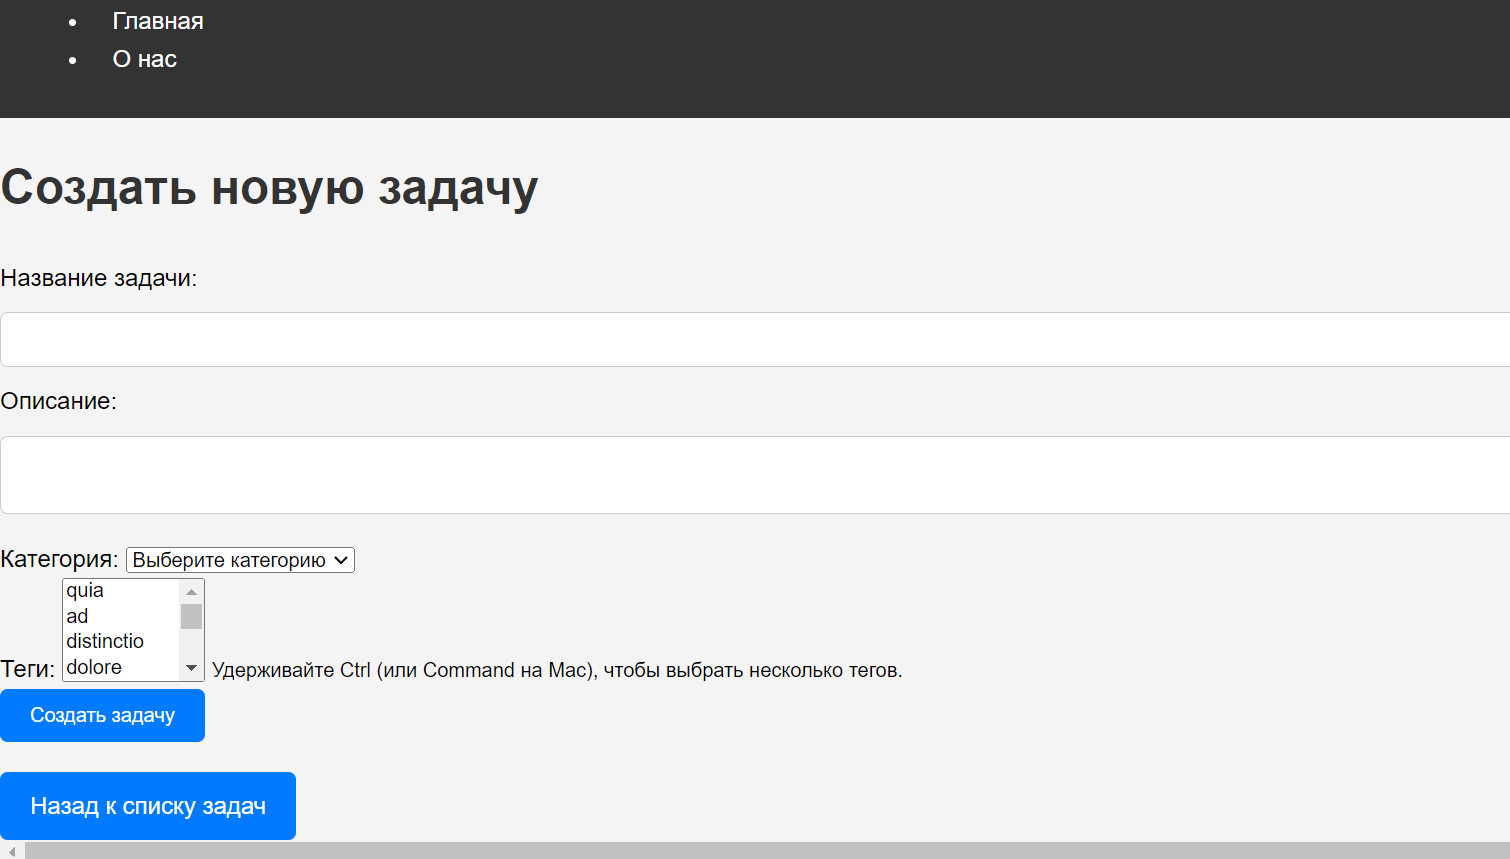 Главная
О нас
Создать новую задачу
Название задачи:
Описание:
Категория: Выберите категорию
quia
ad
distinctio
dolore
Теги: Удерживайте Ctrl (или Command на Mac), чтобы выбрать несколько тегов.
Создать задачу
Назад к списку задач